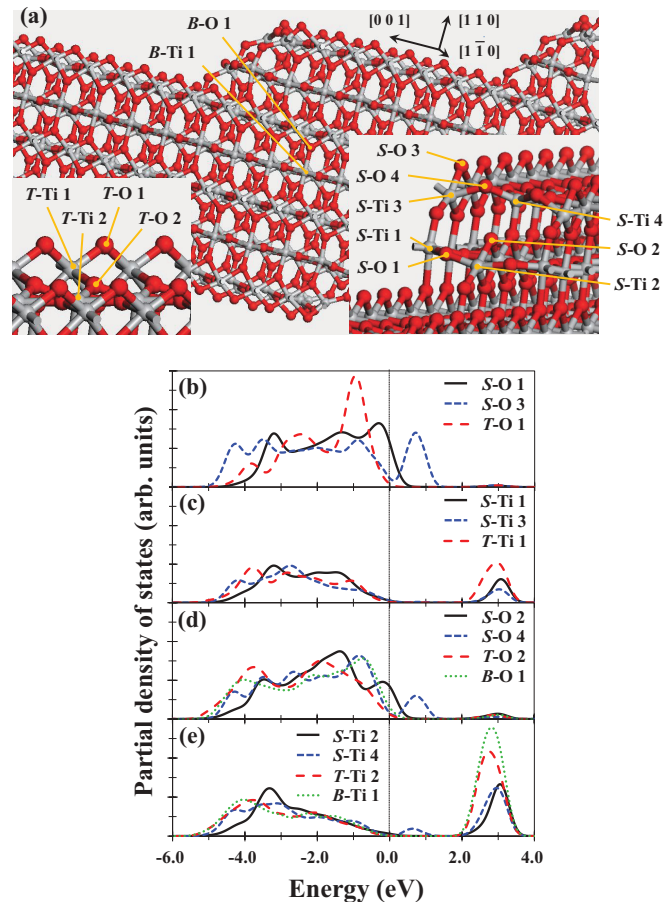 (a)
B-O 1
B-Ti 1
[0 0 1]
[1 1 0]
[1 1̅ 0]
T-Ti 1
T-O 1
T-Ti 2
T-O 2
S-O 3
S-O 4
S-Ti 3
S-Ti 4
S-Ti 1
S-O 2
S-O 1
S-Ti 2
Partial density of states (arb. units)
(b)
S-O 1
S-O 3
T-O 1
(c)
S-Ti 1
S-Ti 3
T-Ti 1
(d)
S-O 2
S-O 4
T-O 2
B-O 1
(e)
S-Ti 2
S-Ti 4
T-Ti 2
B-Ti 1
-6.0 -4.0 -2.0 0.0 2.0 4.0
Energy (eV)